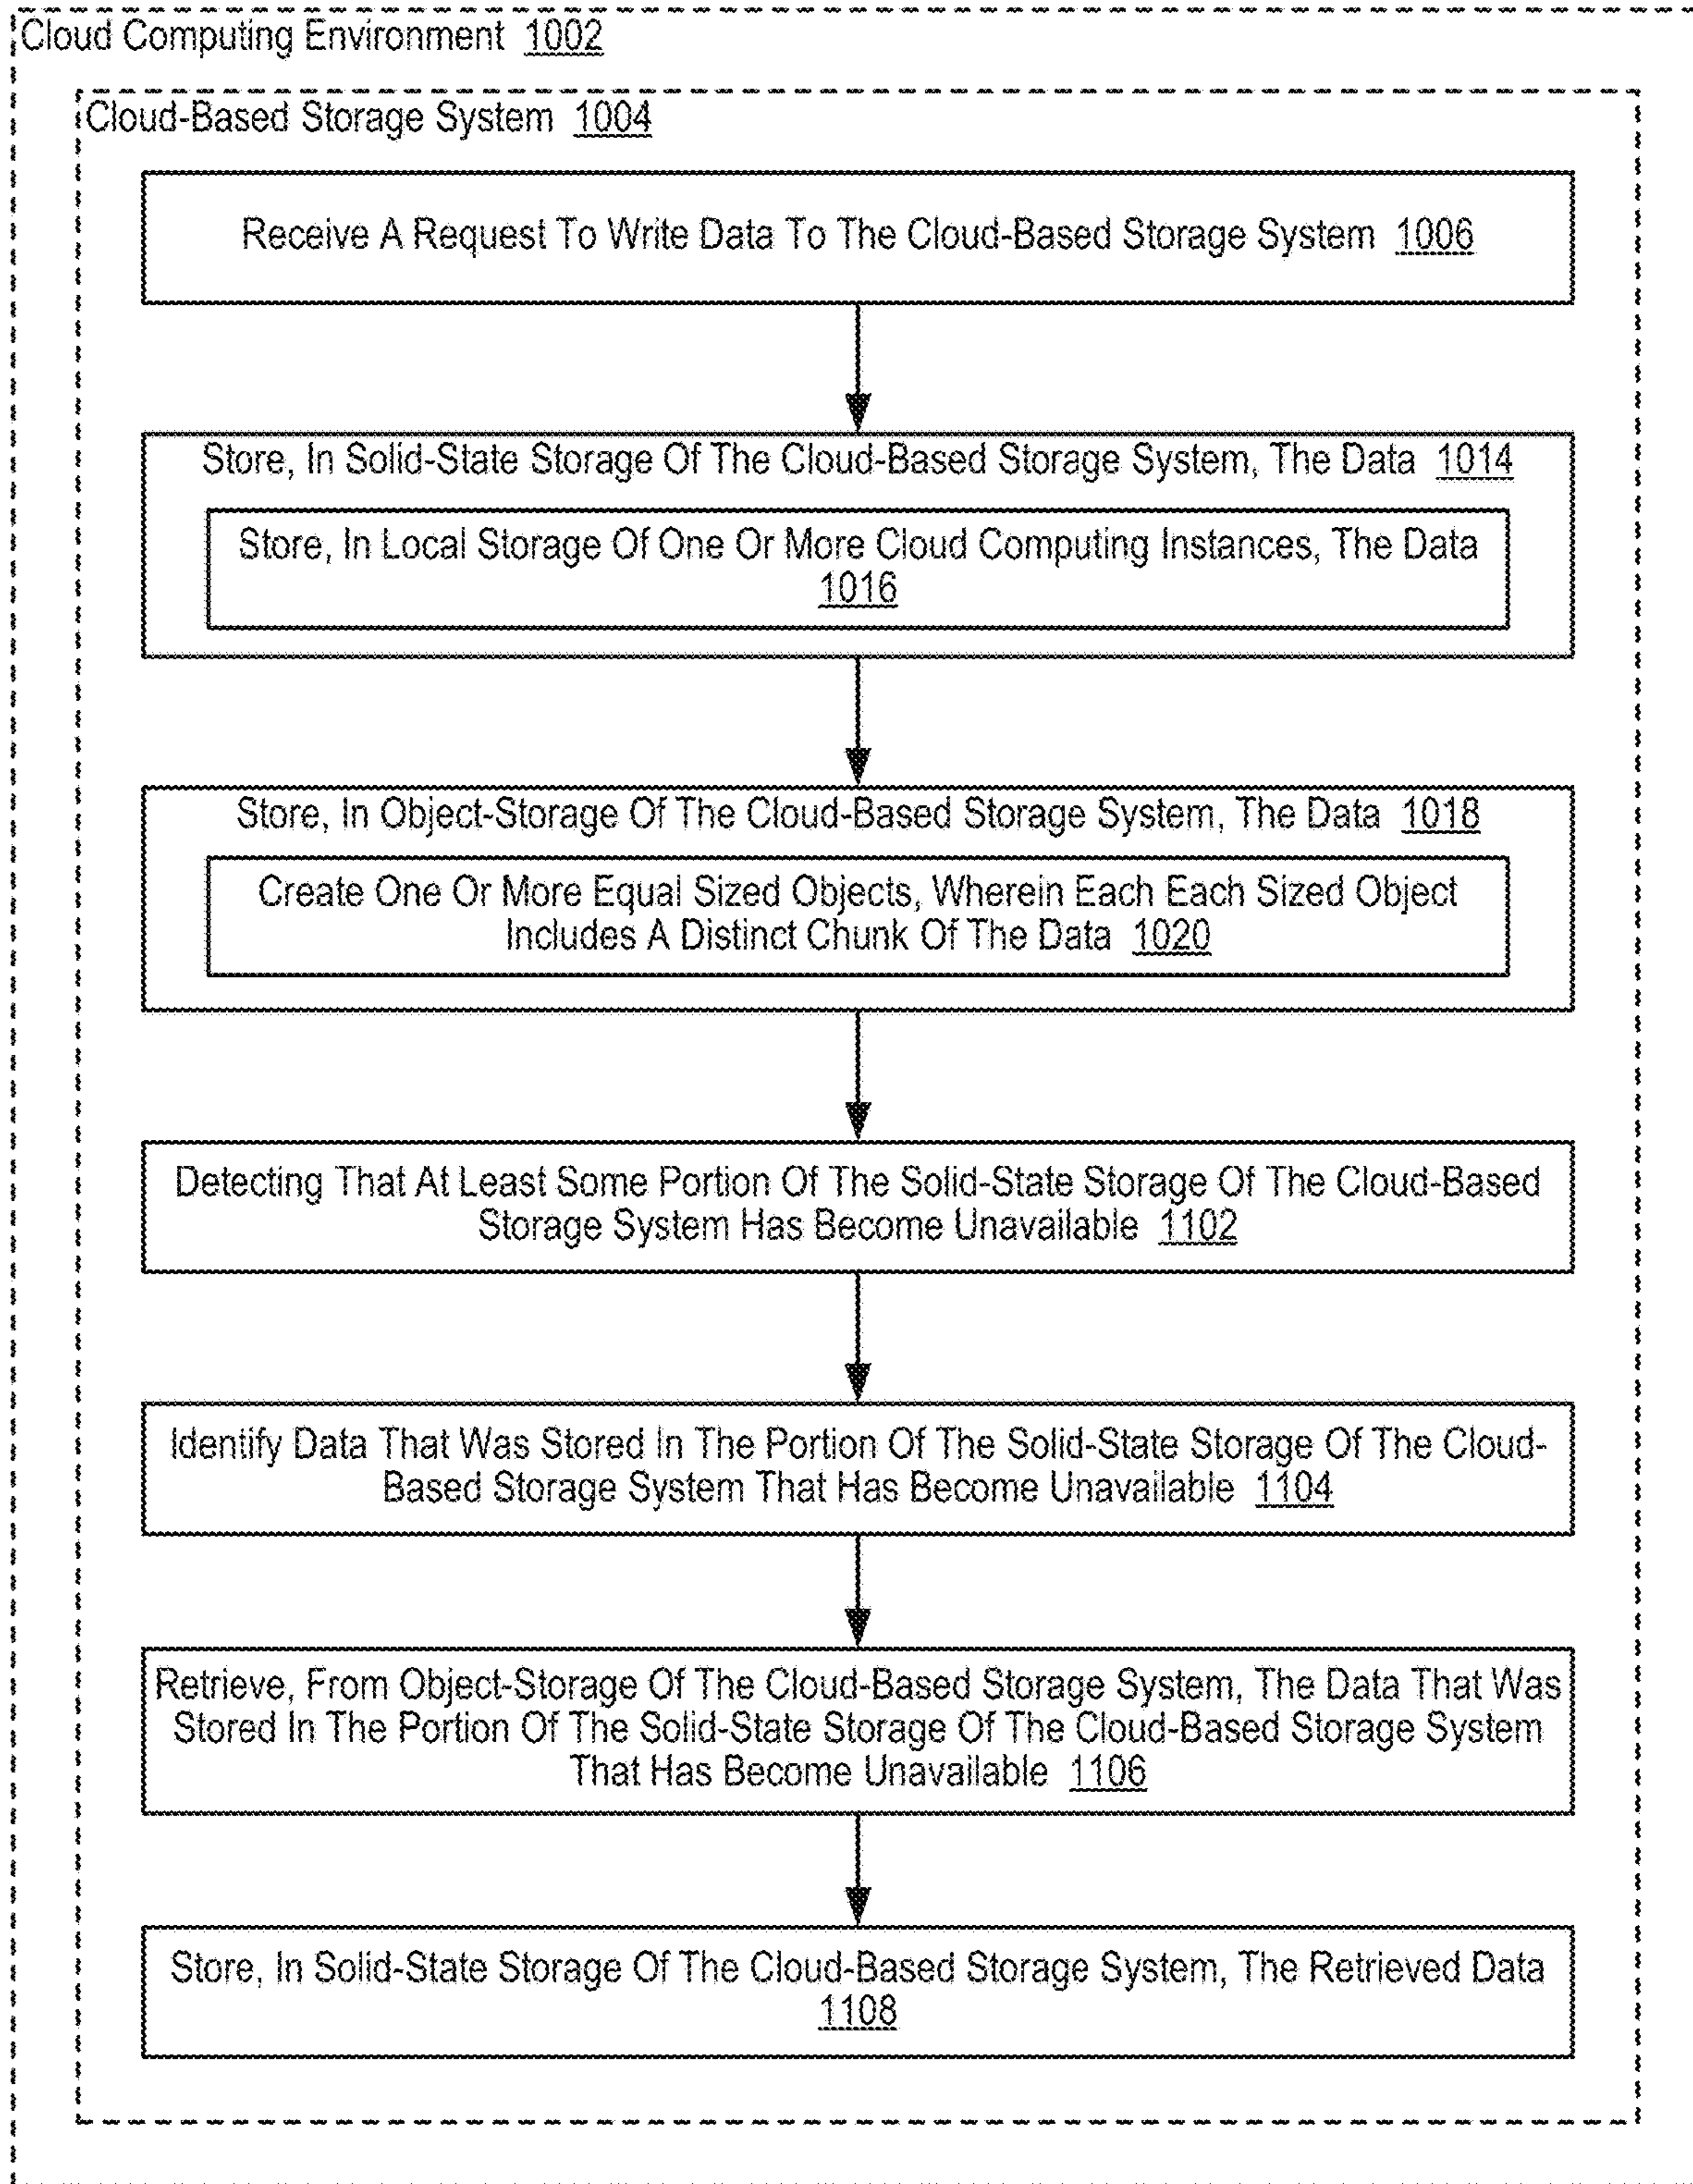 Cloud Computing Environment 1002
Cloud-Based Storage System 1004
Receive A Request To Write Data To The Cloud-Based Storage System 1006
Store, In Solid-State Storage Of The Cloud-Based Storage System, The Data 1014
Store, In Local Storage Of One Or More Cloud Computing Instances, The Data
1016
Store, In Object-Storage Of The Cloud-Based Storage System, The Data 1018
Create One Or More Equal Sized Objects, Wherein Each Each Sized Object
Includes A Distinct Chunk Of The Data 1020
Detecting That At Least Some Portion Of The Solid-State Storage Of The Cloud-Based
Storage System Has Become Unavailable 1102
Identify Data That Was Stored In The Portion Of The Solid-State Storage Of The Cloud-
Based Storage System That Has Become Unavailable 1104
Retrieve, From Object-Storage Of The Cloud-Based Storage System, The Data That Was
Stored In The Portion Of The Solid-State Storage Of The Cloud-Based Storage System
That Has Become Unavailable 1106
Store, In Solid-State Storage Of The Cloud-Based Storage System, The Retrieved Data
1108